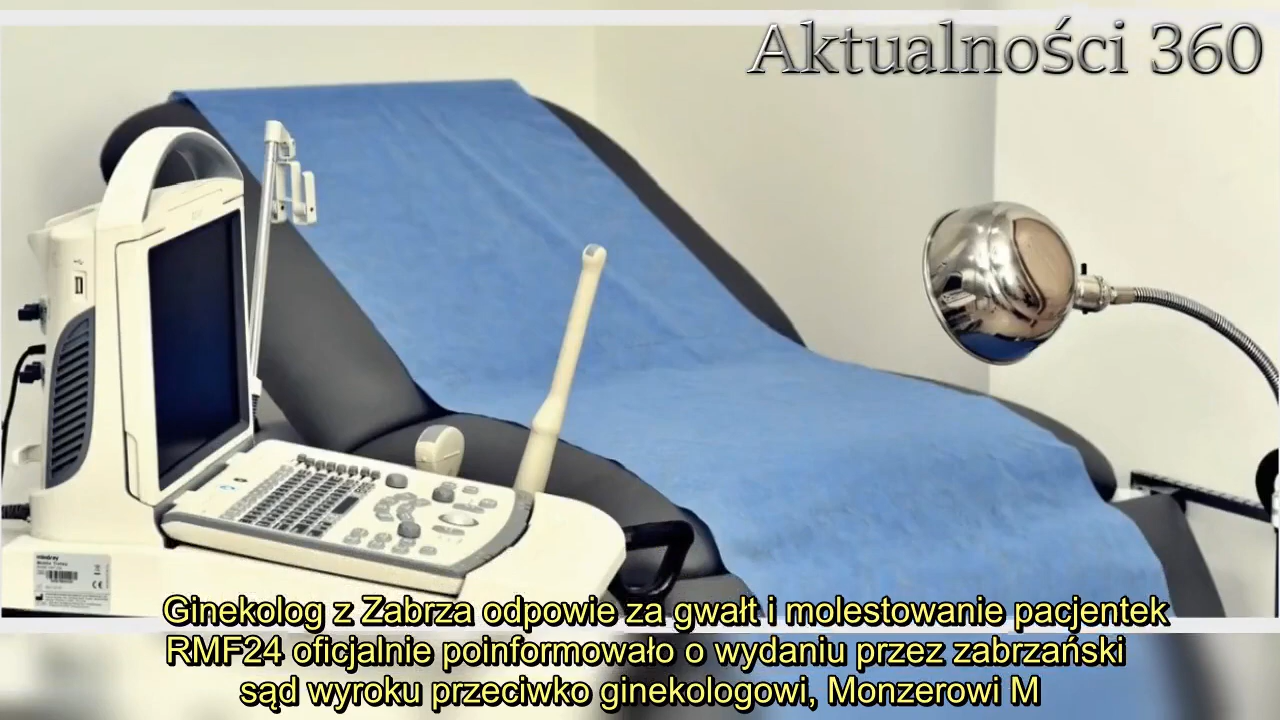 Aktualności 360
mindray
Ginekolog z Zabrza odpowie za gwałt i molestowanie pacjentek
RMF24 oficjalnie poinformowało o wydaniu przez zabrzański
sąd wyroku przeciwko ginekologowi, Monzerowi M